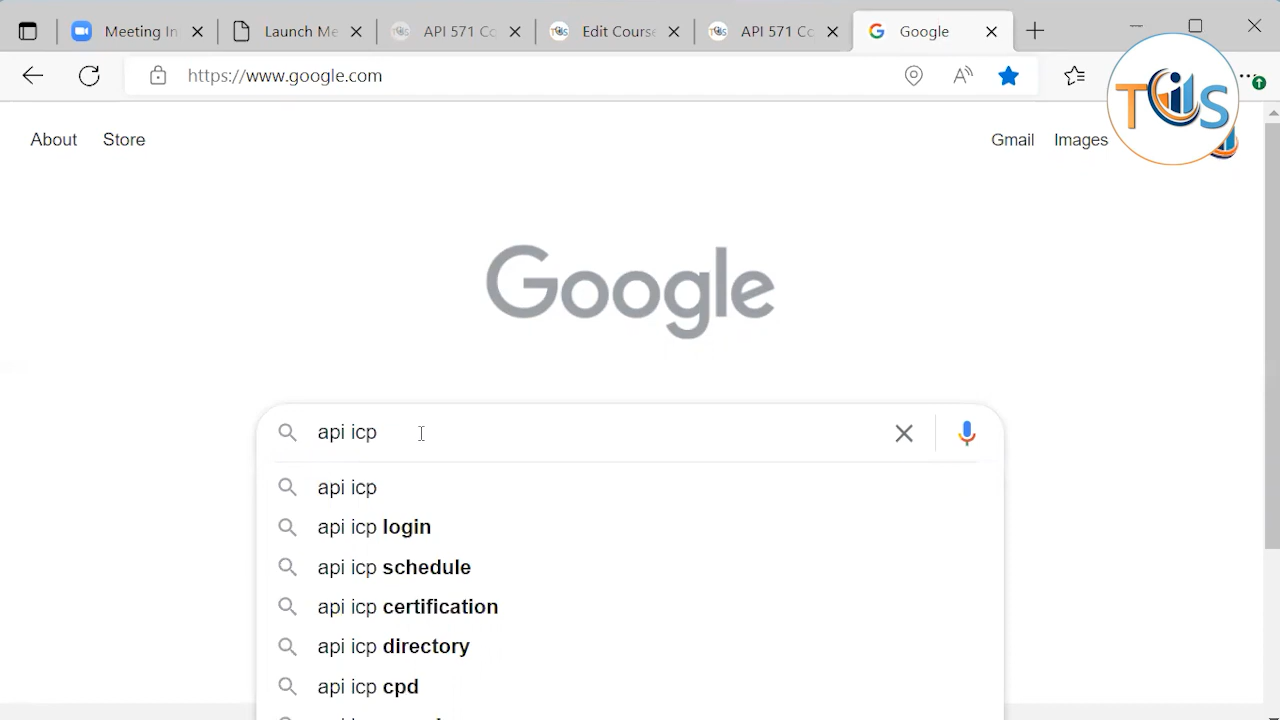 Meeting In
Launch Me
API 571 Co
Edit Course
API 571 Co
Google
https://www.google.com
TCIS
About
Store
Gmail
Images
Google
api icp
api icp
api icp login
api icp schedule
api icp certification
api icp directory
api icp cpd